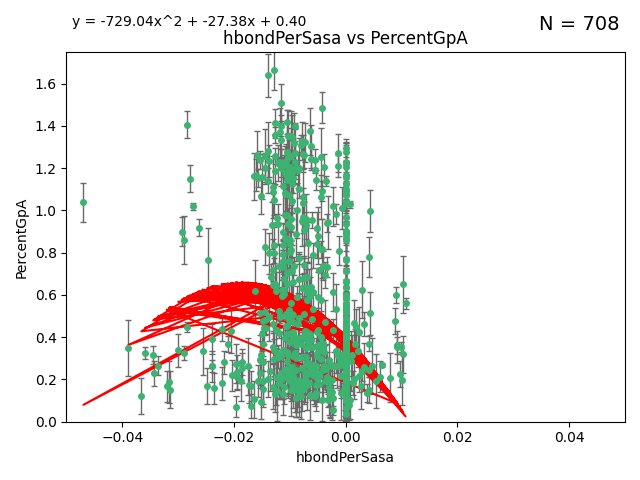 y = -729.04x^2 + -27.38x + 0.40
N = 708
hbondPerSasa vs PercentGpA
PercentGpA
1.6
1.4
1.2
1.0
0.8
0.6
0.4
0.2
0.0
−0.04
−0.02
0.00
0.02
0.04
hbondPerSasa